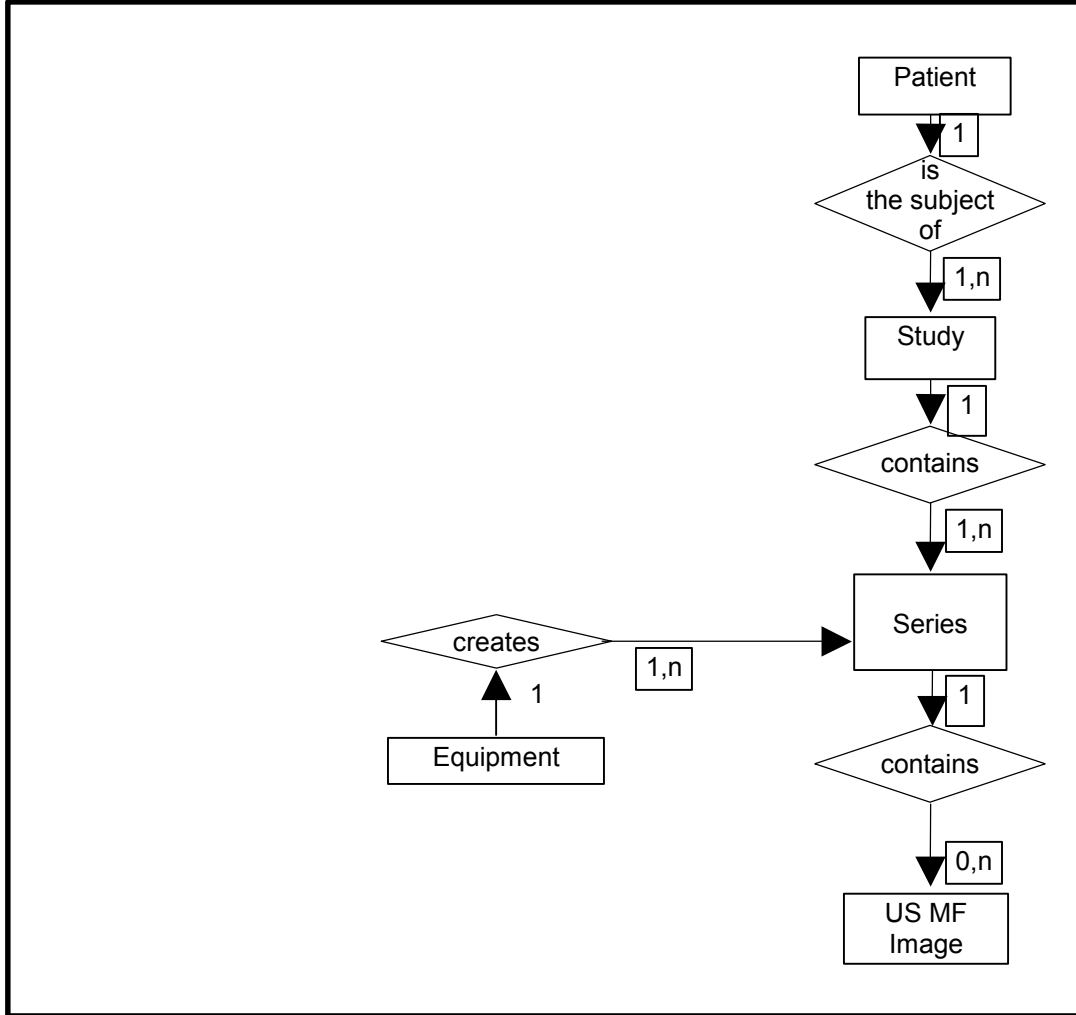 Patient
1
is
the subject
of
1,n
Study
1
contains
1,n
Series
creates
1,n
1
Equipment
1
contains
0,n
US MF
Image